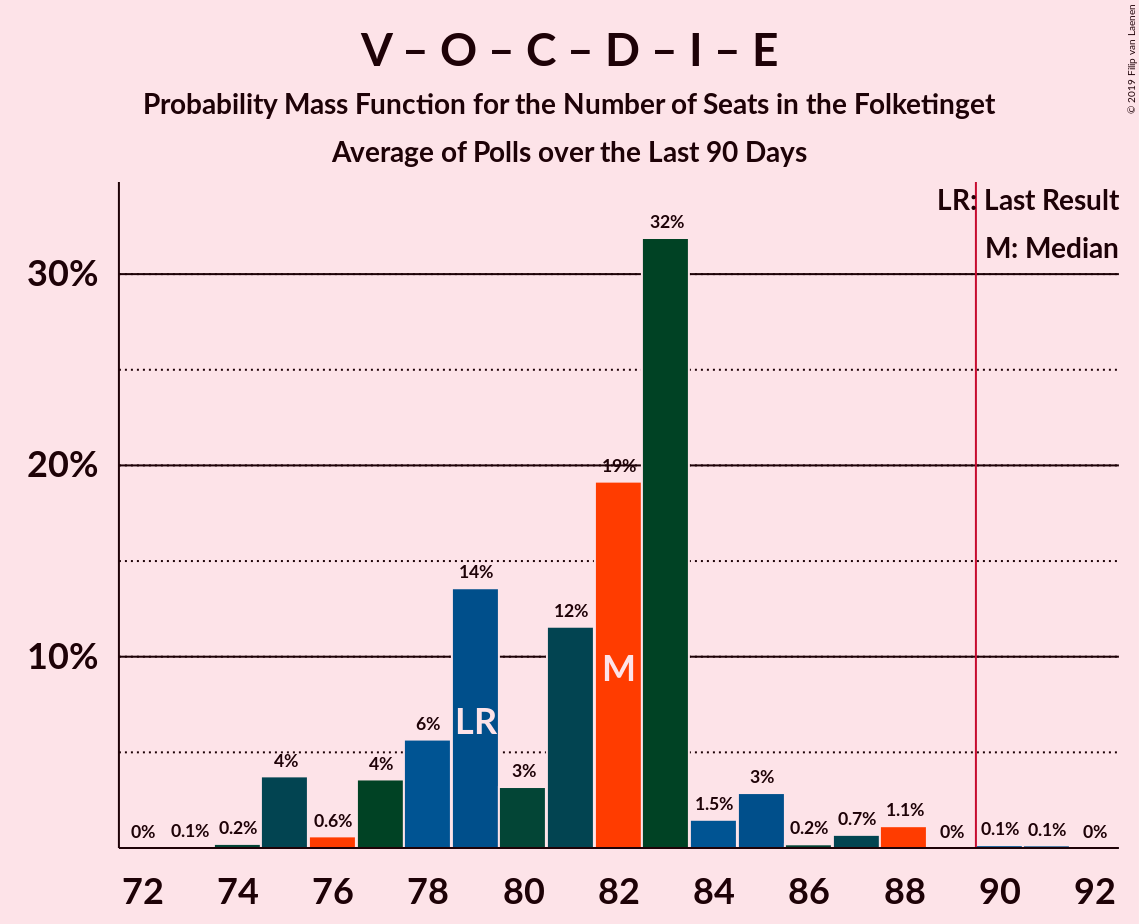 V – O – C – D – I – E
Probability Mass Function for the Number of Seats in the Folketinget
Average of Polls over the Last 90 Days
© 2019 Filip van Laenen
LR: Last Result
M: Median
32%
30%
20%
19%
14%
12%
10%
M
LR
6%
4%
4%
3%
3%
0%
0.1%
0.2%
0.6%
1.5%
0.2%
0.7%
1.1%
0%
0.1%
0.1%
0%
72 74 76 78 80 82 84 86 88 90 92